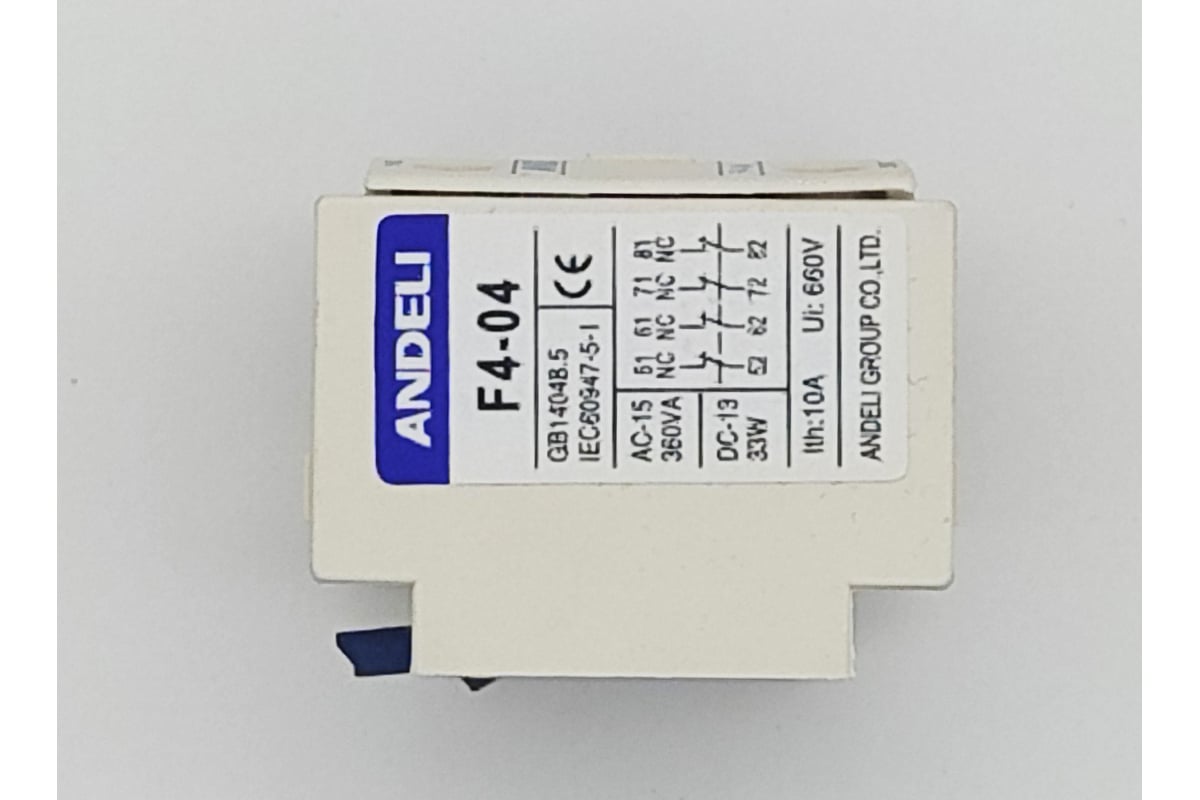 ANDELI
F4-04
GB14048.5
IEC60947-5-1
CE
AC-15
360VA
DC-13
33W
51 61 71 81
NC NC NC NC
52 62 72 82
Ith:10A Ui: 660V
ANDELI GROUP CO.,LTD.